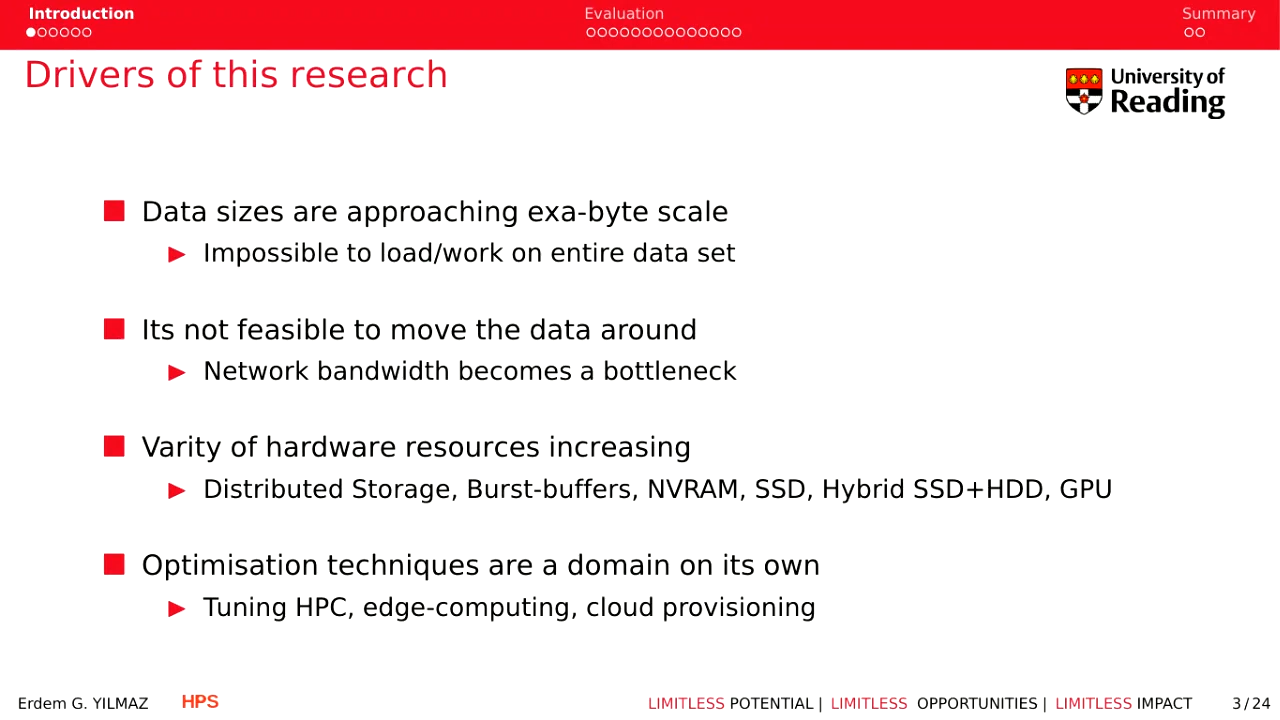 Introduction Evaluation Summary
Drivers of this research
University of
Reading
Data sizes are approaching exa-byte scale
Impossible to load/work on entire data set
Its not feasible to move the data around
Network bandwidth becomes a bottleneck
Varity of hardware resources increasing
Distributed Storage, Burst-buffers, NVRAM, SSD, Hybrid SSD+HDD, GPU
Optimisation techniques are a domain on its own
Tuning HPC, edge-computing, cloud provisioning
Erdem G. YILMAZ HPS LIMITLESS POTENTIAL | LIMITLESS OPPORTUNITIES | LIMITLESS IMPACT 3/24